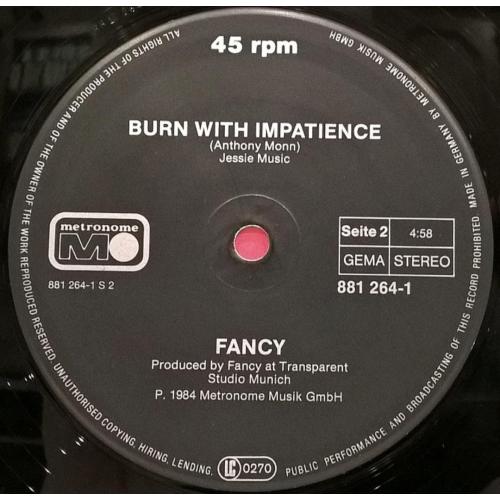 45 rpm
BURN WITH IMPATIENCE
(Anthony Monn)
Jessie Music
metronome
MO
881 264-1 S 2
Seite 2
4:58
GEMA
STEREO
881 264-1
FANCY
Produced by Fancy at Transparent
Studio Munich
P. 1984 Metronome Musik GmbH
LC 0270
ALL RIGHTS OF THE PRODUCER AND OF THE OWNER OF THE WORK REPRODUCED RESERVED. UNAUTHORISED COPYING, HIRING, LENDING, PUBLIC PERFORMANCE AND BROADCASTING OF THIS RECORD PROHIBITED. MADE IN GERMANY BY METRONOME MUSIK GMBH